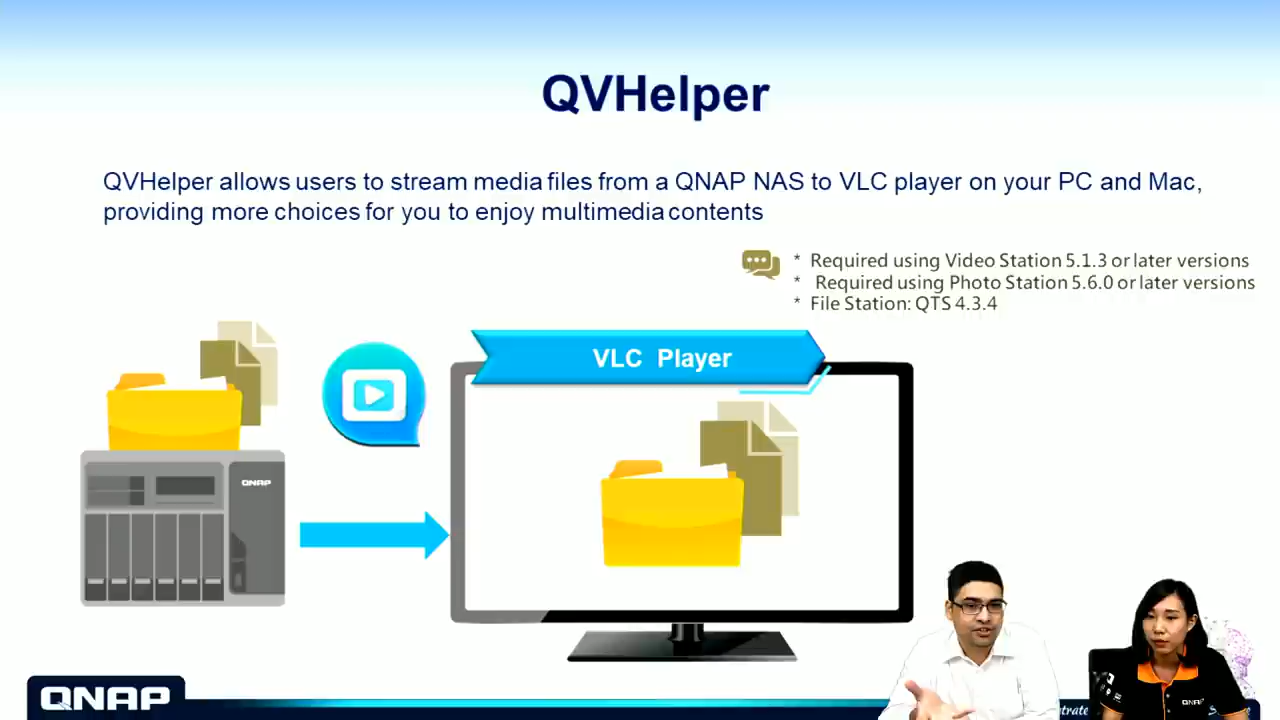 QVHelper
QVHelper allows users to stream media files from a QNAP NAS to VLC player on your PC and Mac,
providing more choices for you to enjoy multimedia contents
* Required using Video Station 5.1.3 or later versions
* Required using Photo Station 5.6.0 or later versions
* File Station: QTS 4.3.4
VLC Player
QNAP
QNAP
QNAP